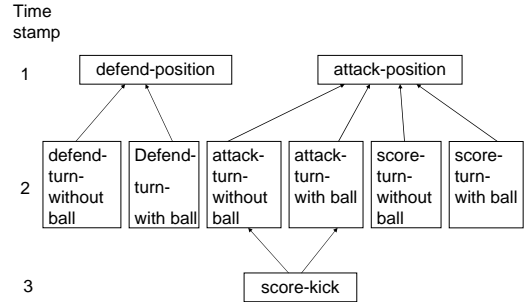 Time
stamp
1
defend-position
attack-position
2
defend-
turn-
without
ball
Defend-
turn-
with ball
attack-
turn-
without
ball
attack-
turn-
with ball
score-
turn-
without
ball
score-
turn-
with ball
3
score-kick